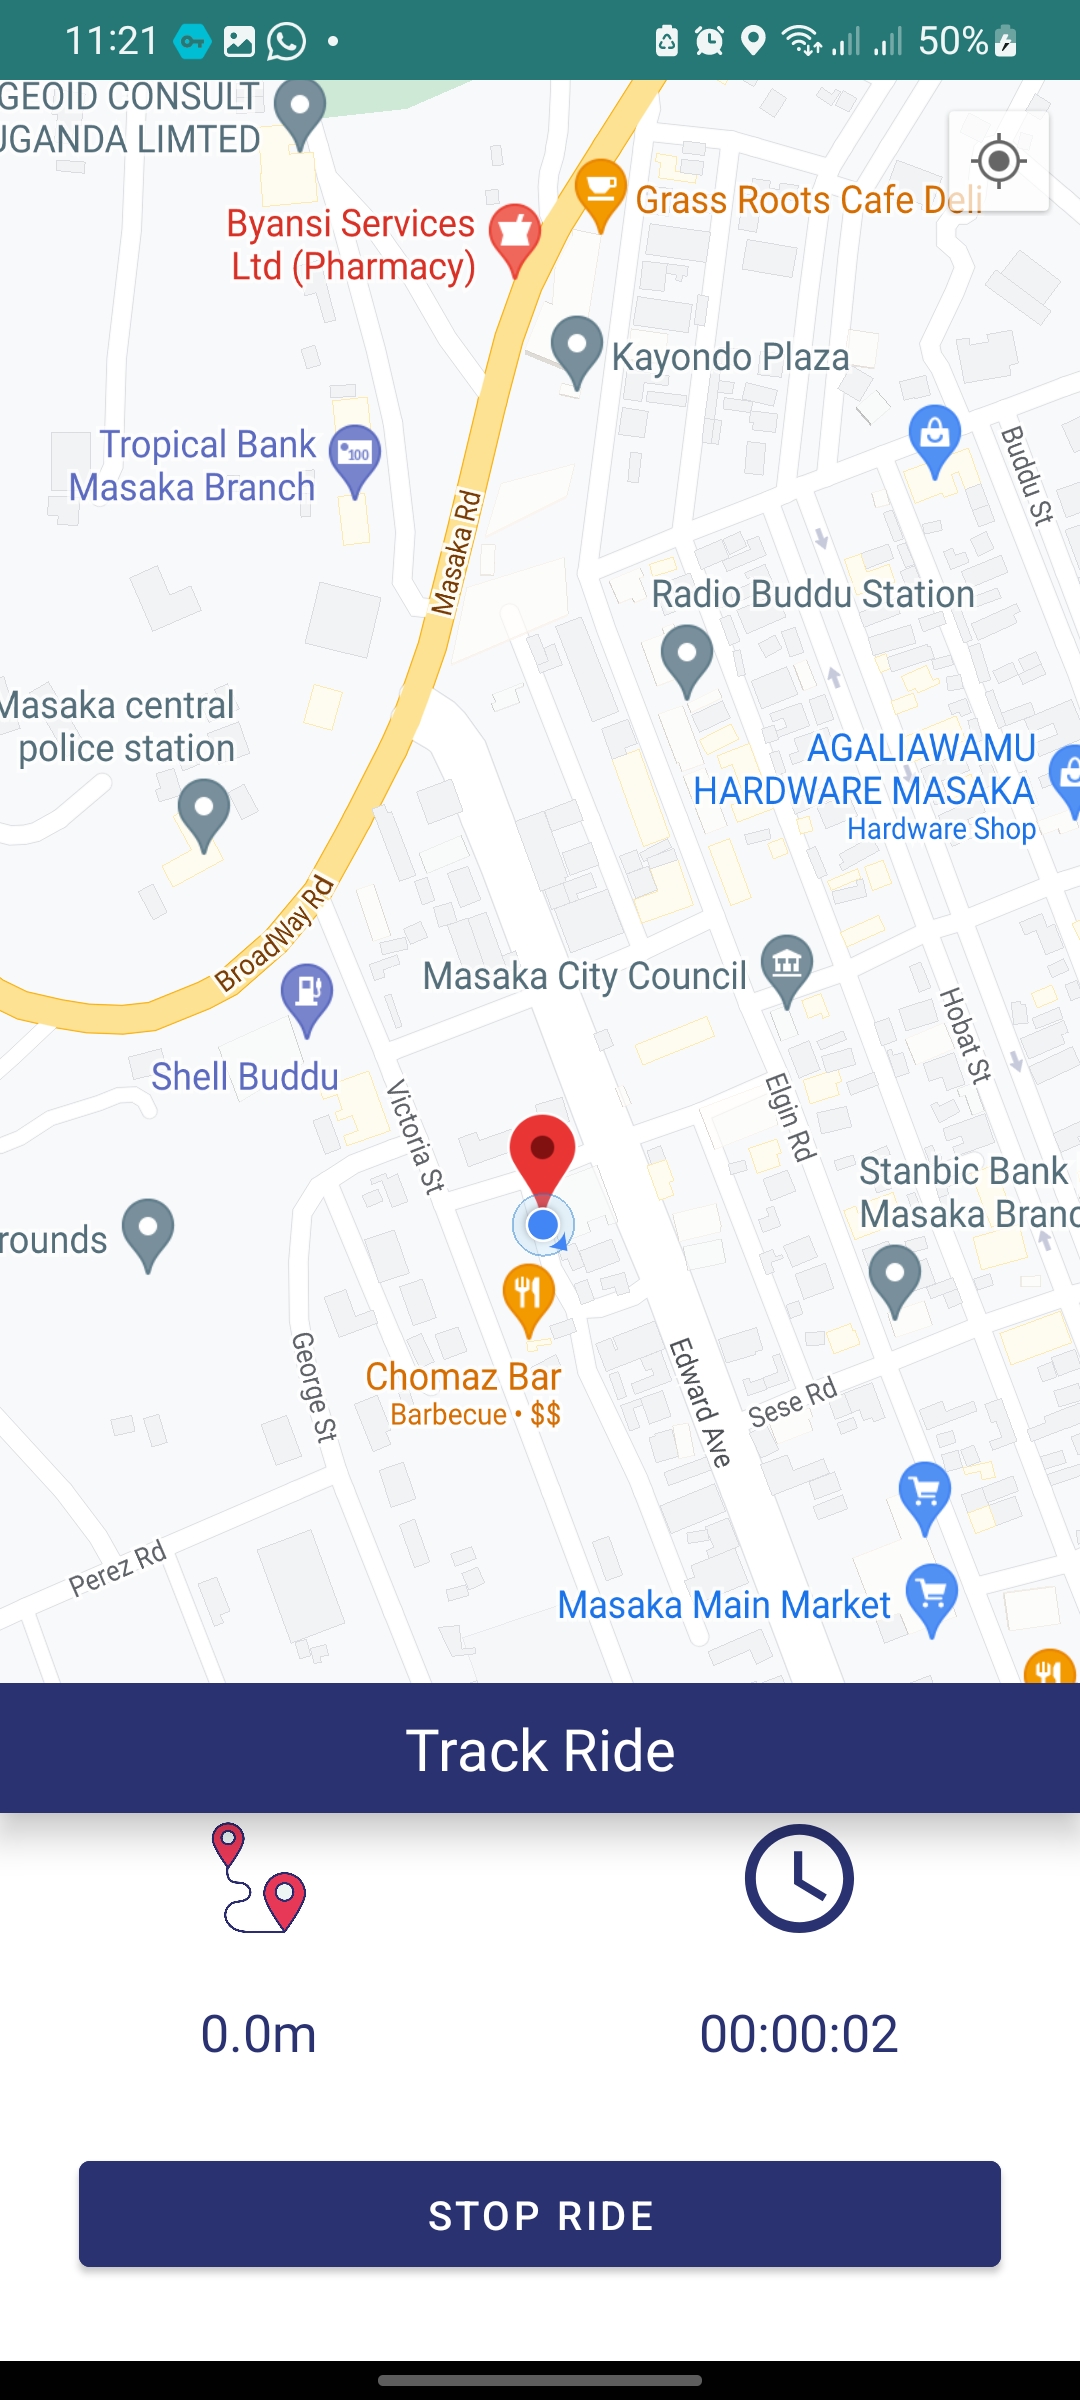 11:21
50%
GEOID CONSULT
UGANDA LIMTED
Grass Roots Cafe Deli
Byansi Services
Ltd (Pharmacy)
Kayondo Plaza
Tropical Bank
Masaka Branch
100
Buddu St
Masaka Rd
Radio Buddu Station
Masaka central
police station
AGALIAWAMU
HARDWARE MASAKA
Hardware Shop
BroadWay Rd
Masaka City Council
Hobat St
Shell Buddu
Victoria St
Elgin Rd
Stanbic Bank
Masaka Branc
rounds
George St
Chomaz Bar
Barbecue • $$
Edward Ave
Sese Rd
Perez Rd
Masaka Main Market
Track Ride
0.0m
00:00:02
STOP RIDE